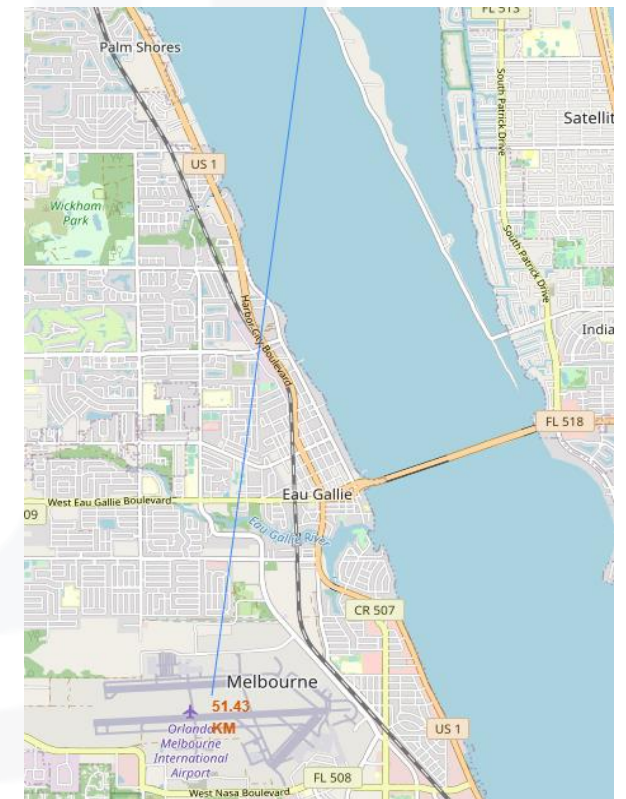 FL 513
Palm Shores
South Patrick Drive
Satellit
US 1
Wickham
Park
South Patrick Drive
Harbor City Boulevard
India
FL 518
Eau Gallie
West Eau Gallie Boulevard
09
Eau Gallie River
CR 507
Melbourne
51.43
KM
Orlando
Melbourne
International
Airport
US 1
FL 508
West Nasa Boulevard